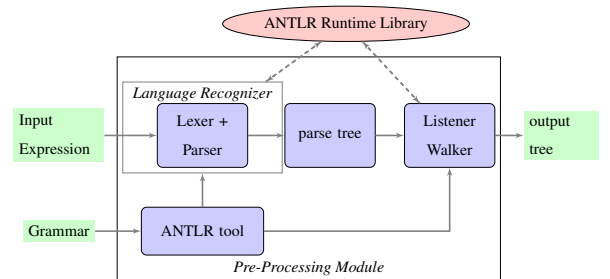 ANTLR Runtime Library
Language Recognizer
Input
Expression
Lexer +
Parser
parse tree
Listener
Walker
output
tree
Grammar
ANTLR tool
Pre-Processing Module